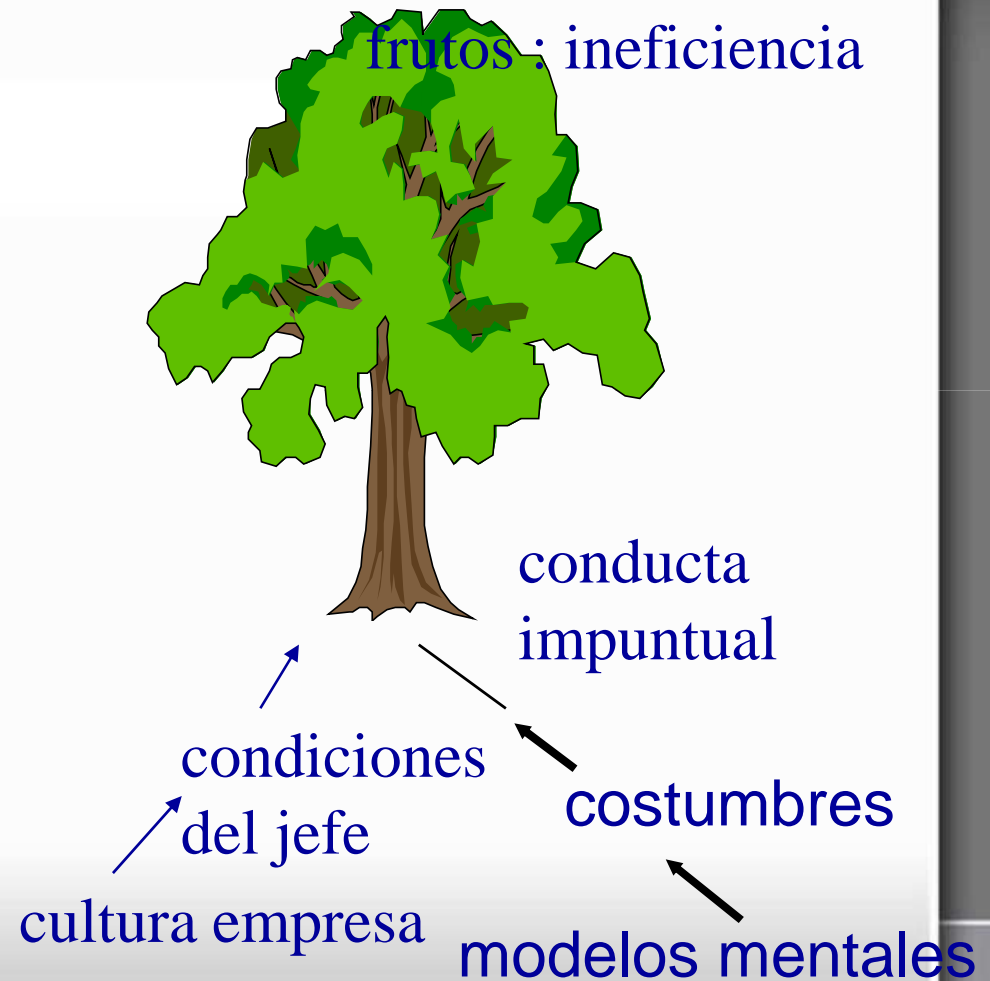 frutos : ineficiencia
conducta
impuntual
condiciones
del jefe
costumbres
cultura empresa
modelos mentales